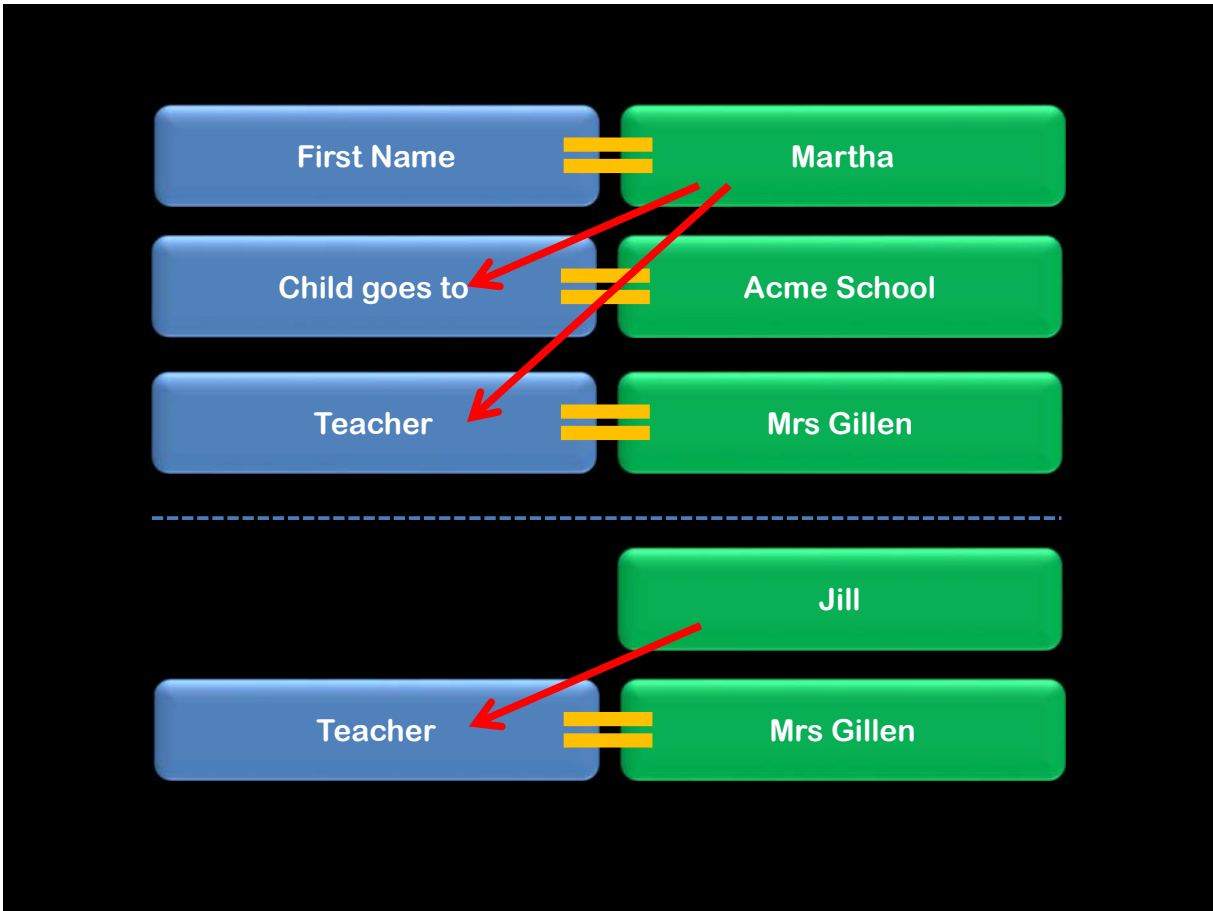 First Name
Martha
Child goes to
Acme School
Teacher
Mrs Gillen
Jill
Teacher
Mrs Gillen